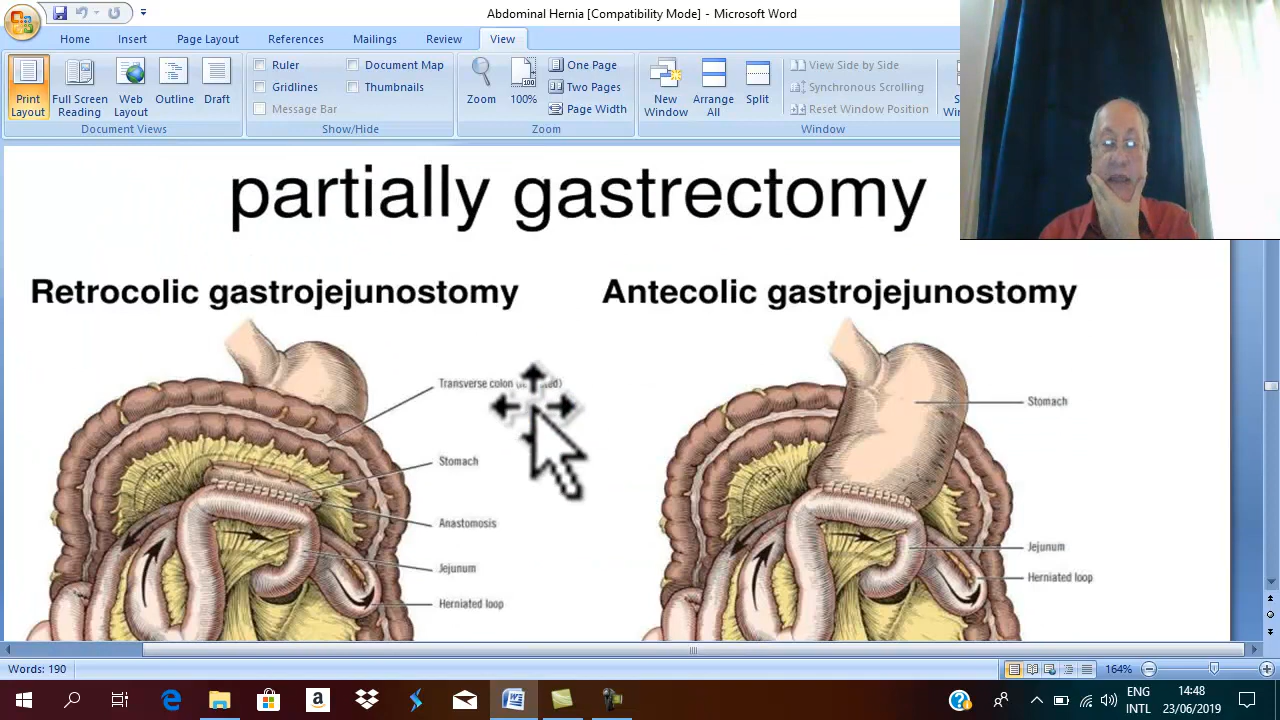 Abdominal Hernia [Compatibility Mode] - Microsoft Word
Home Insert Page Layout References Mailings Review View
Print Layout
Full Screen Reading
Web Layout
Outline
Draft
Document Views
Ruler
Gridlines
Message Bar
Document Map
Thumbnails
Show/Hide
Zoom
100%
One Page
Two Pages
Page Width
Zoom
New Window
Arrange All
Split
View Side by Side
Synchronous Scrolling
Reset Window Position
Window
partially gastrectomy
Retrocolic gastrojejunostomy
Antecolic gastrojejunostomy
Transverse colon
Stomach
Anastomosis
Jejunum
Herniated loop
Stomach
Jejunum
Herniated loop
Words: 190
164%
ENG
INTL
14:48
23/06/2019